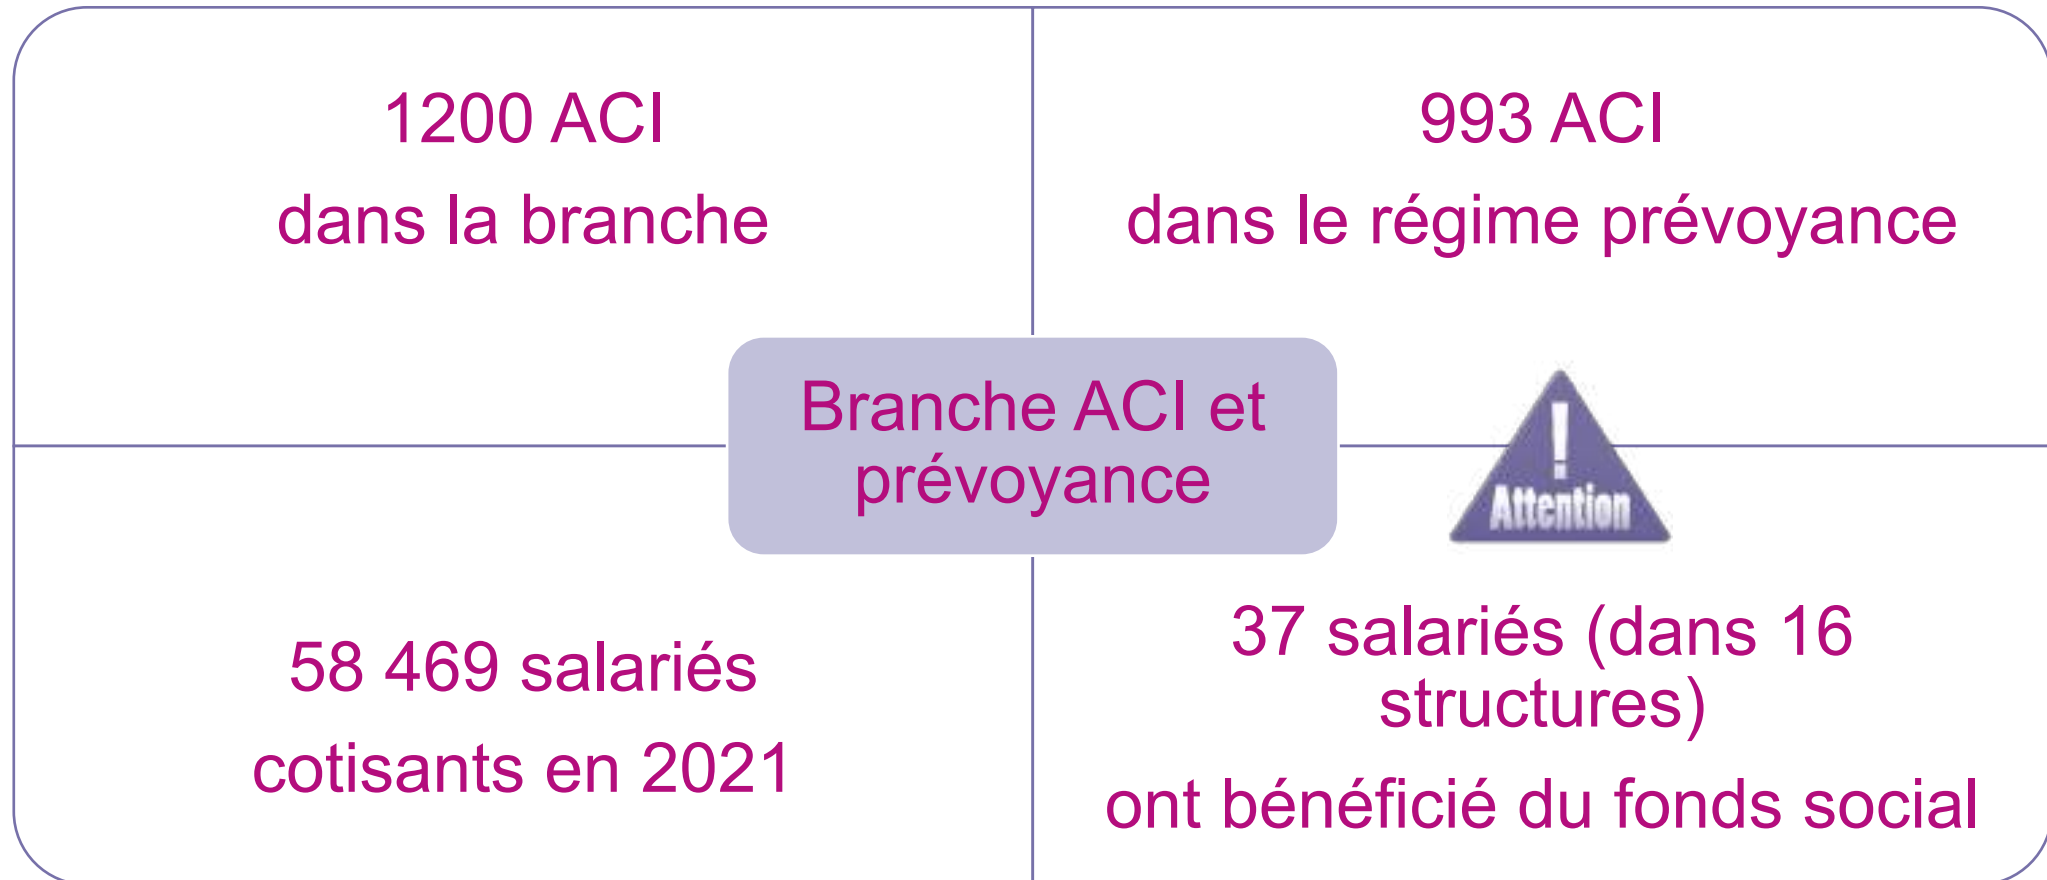 1200 ACI
dans la branche
993 ACI
dans le régime prévoyance
Branche ACI et
prévoyance
!
Attention
58 469 salariés
cotisants en 2021
37 salariés (dans 16
structures)
ont bénéficié du fonds social